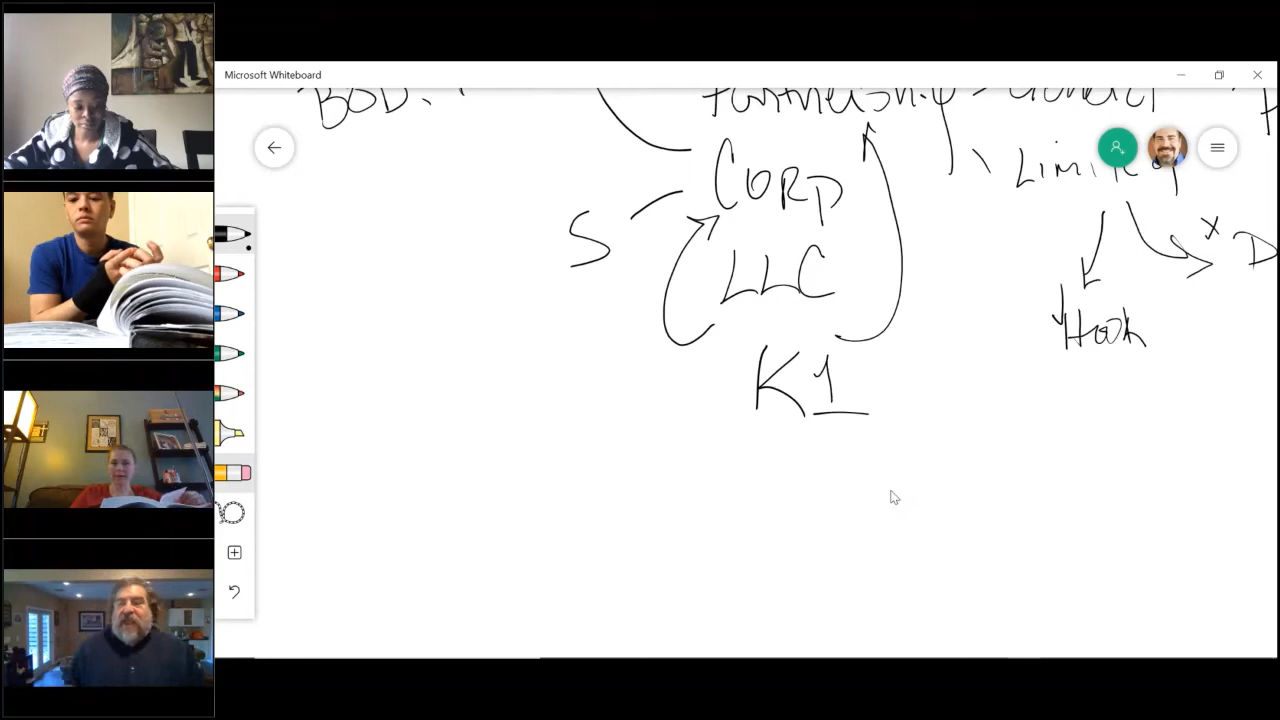 Microsoft Whiteboard
BOD.
Partnership - General
Corp
Limited
S
LLC
D
Hook
K1